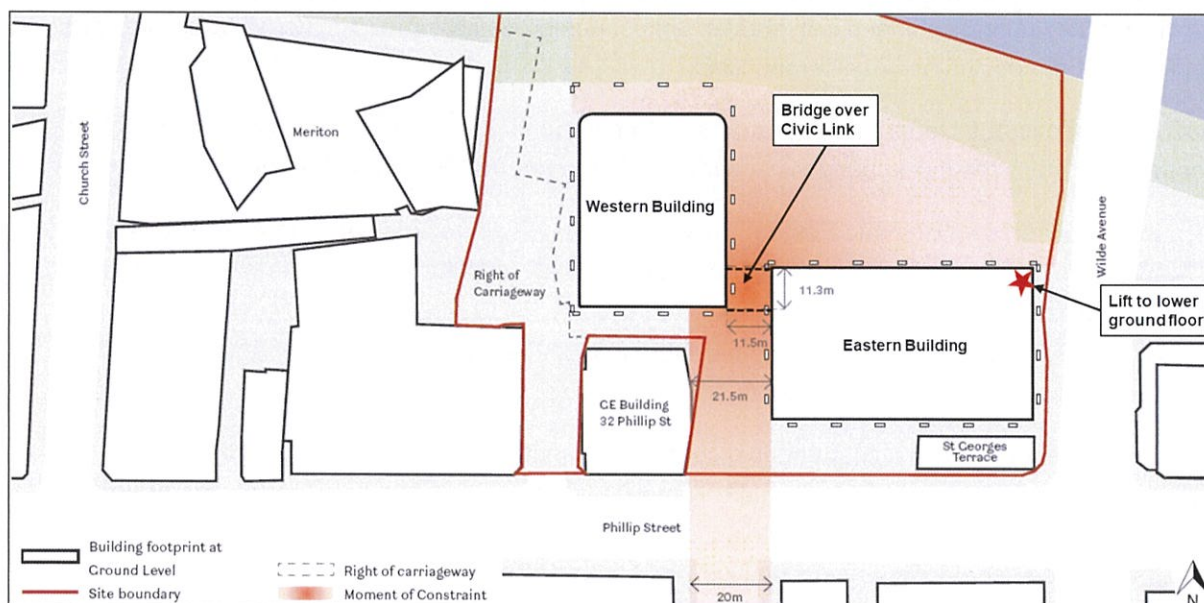 Church Street
Meriton
Bridge over
Civic Link
Western Building
Wilde Avenue
Right of
Carriageway
11.3m
Lift to lower
ground floor
11.5m
Eastern Building
21.5m
GE Building
32 Phillip St
St Georges
Terrace
Phillip Street
Building footprint at
Ground Level
Site boundary
Right of carriageway
Moment of Constraint
20m
N